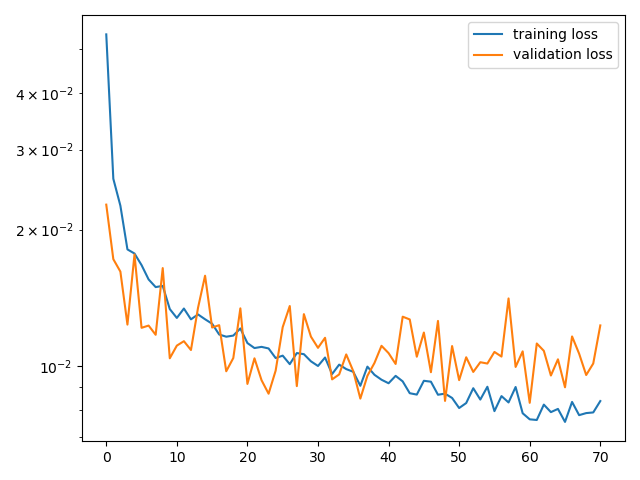 training loss
validation loss
4 × 10⁻²
3 × 10⁻²
2 × 10⁻²
10⁻²
0 10 20 30 40 50 60 70